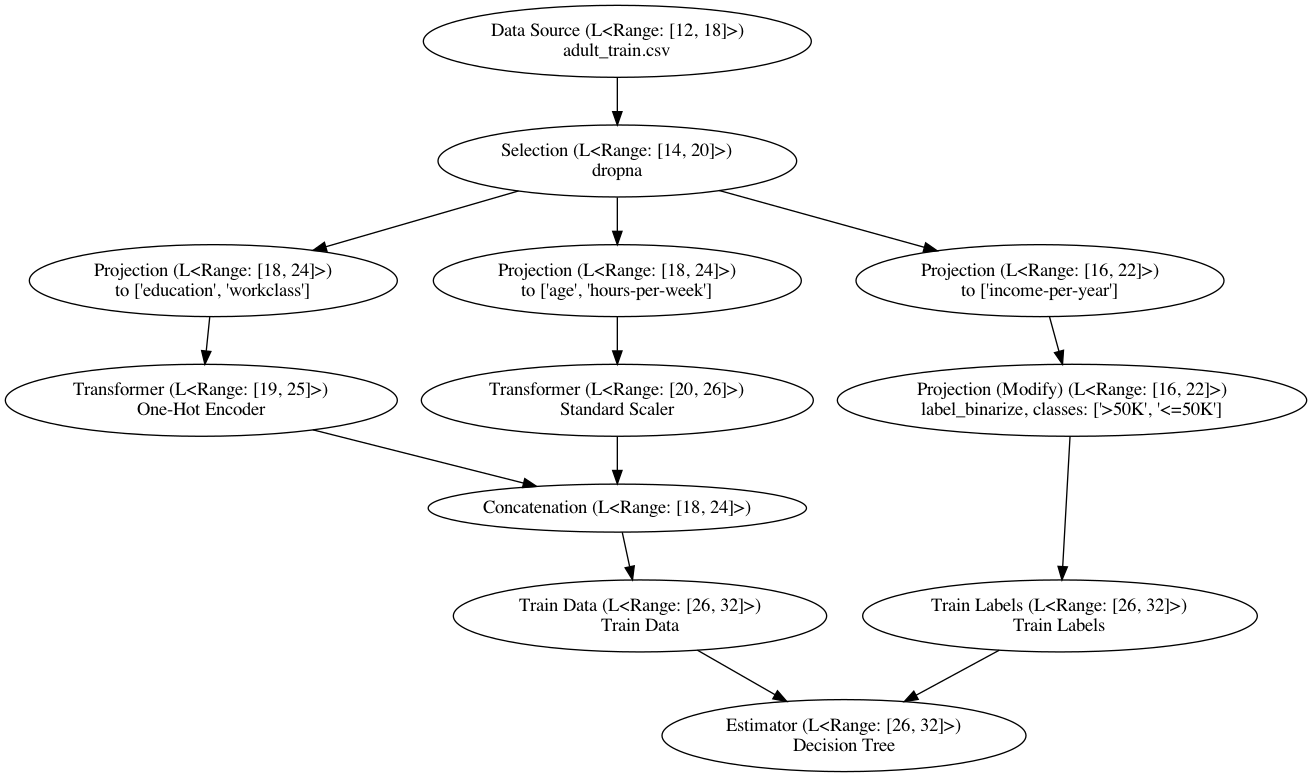 Data Source (L<Range: [12, 18]>)
adult_train.csv
Selection (L<Range: [14, 20]>)
dropna
Projection (L<Range: [18, 24]>)
to ['education', 'workclass']
Projection (L<Range: [18, 24]>)
to ['age', 'hours-per-week']
Projection (L<Range: [16, 22]>)
to ['income-per-year']
Transformer (L<Range: [19, 25]>)
One-Hot Encoder
Transformer (L<Range: [20, 26]>)
Standard Scaler
Projection (Modify) (L<Range: [16, 22]>)
label_binarize, classes: ['>50K', '<=50K']
Concatenation (L<Range: [18, 24]>)
Train Data (L<Range: [26, 32]>)
Train Data
Train Labels (L<Range: [26, 32]>)
Train Labels
Estimator (L<Range: [26, 32]>)
Decision Tree